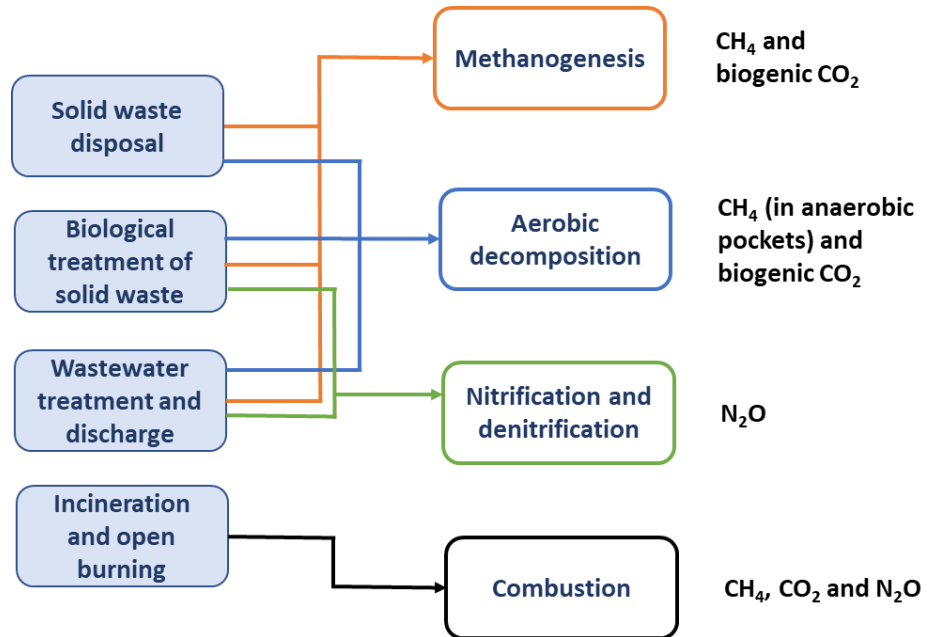 Solid waste
disposal
Biological
treatment of
solid waste
Wastewater
treatment and
discharge
Incineration
and open
burning
Methanogenesis
Aerobic
decomposition
Nitrification and
denitrification
Combustion
CH₄ and
biogenic CO₂
CH₄ (in anaerobic
pockets) and
biogenic CO₂
N₂O
CH₄, CO₂ and N₂O